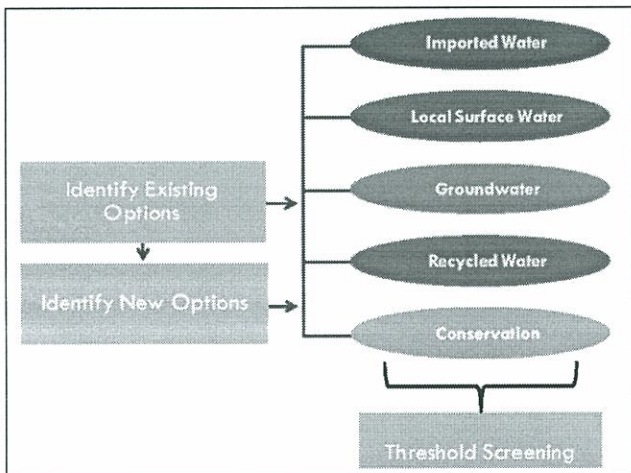 Imported Water
Local Surface Water
Identify Existing
Options
Groundwater
Identify New Options
Recycled Water
Conservation
Threshold Screening